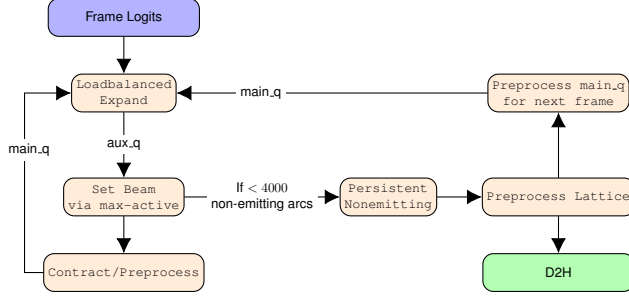 Frame Logits
Loadbalanced
Expand
main_q
Preprocess main_q
for next frame
main_q
aux_q
Set Beam
via max-active
If < 4000
non-emitting arcs
Persistent
Nonemitting
Preprocess Lattice
Contract/Preprocess
D2H